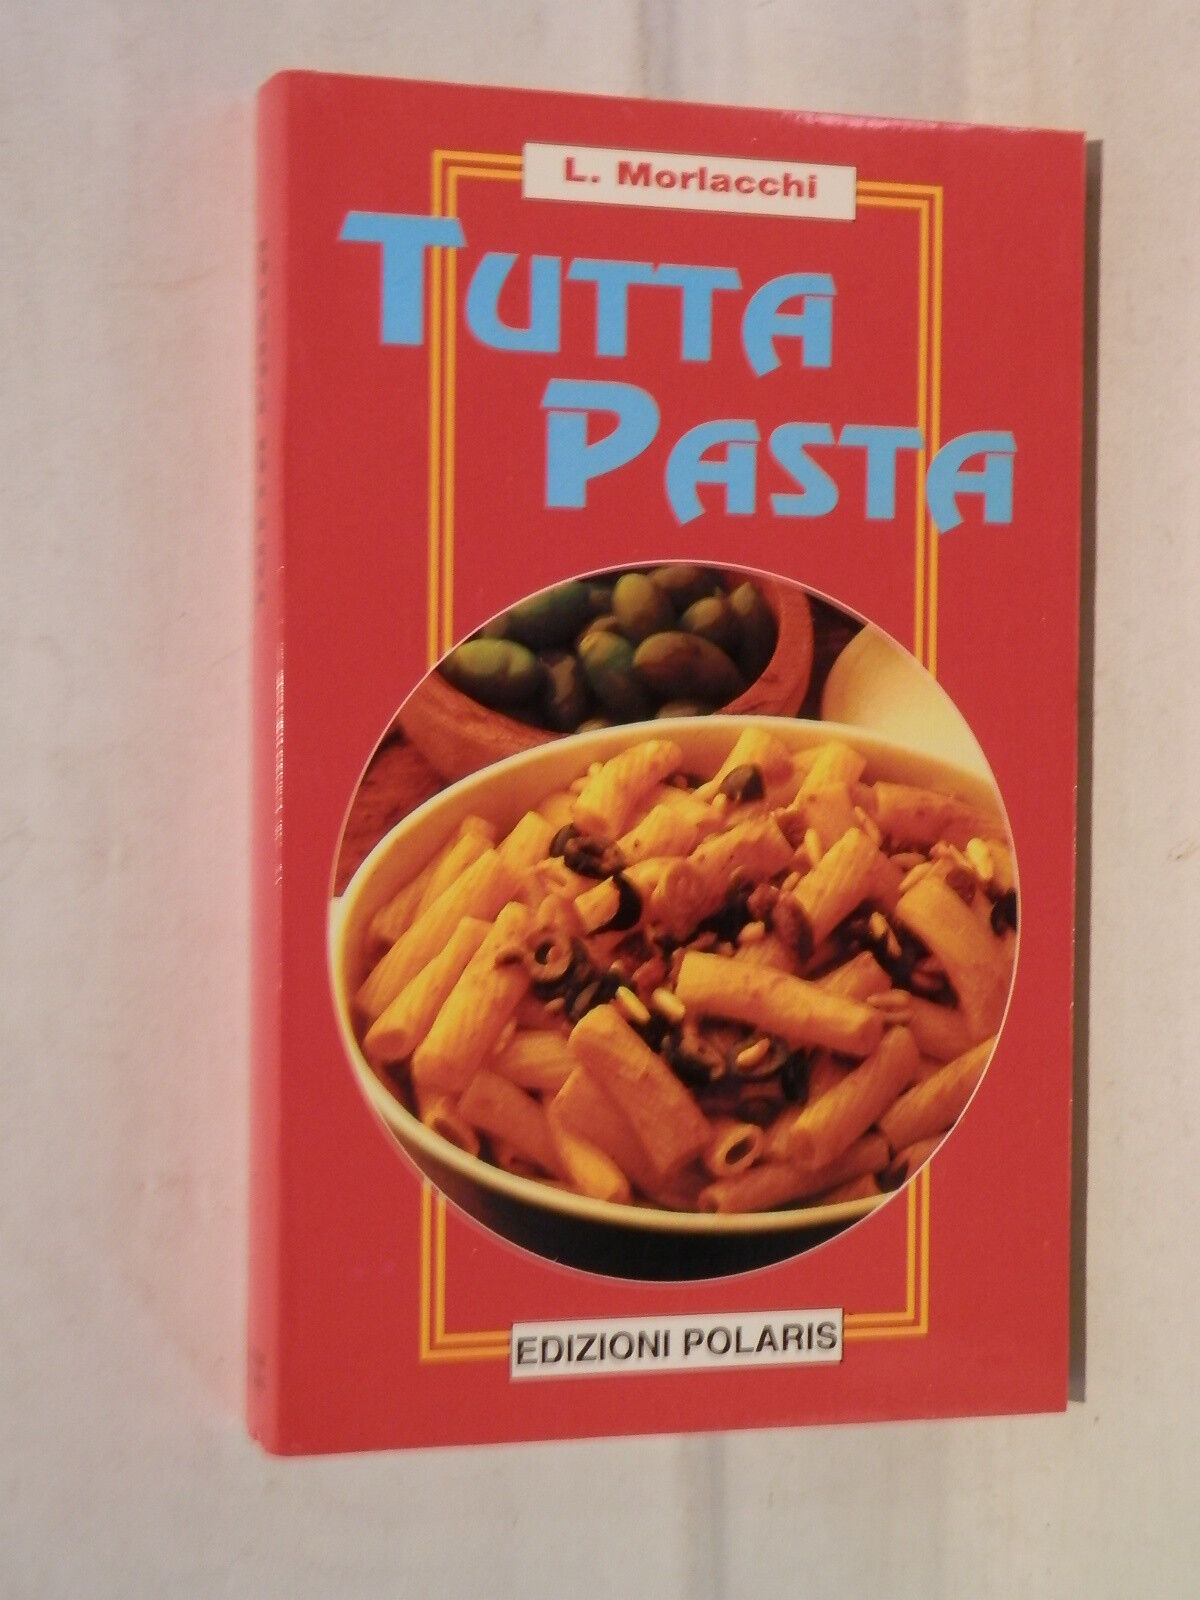 L. Morlacchi
TUTTA
PASTA
EDIZIONI POLARIS